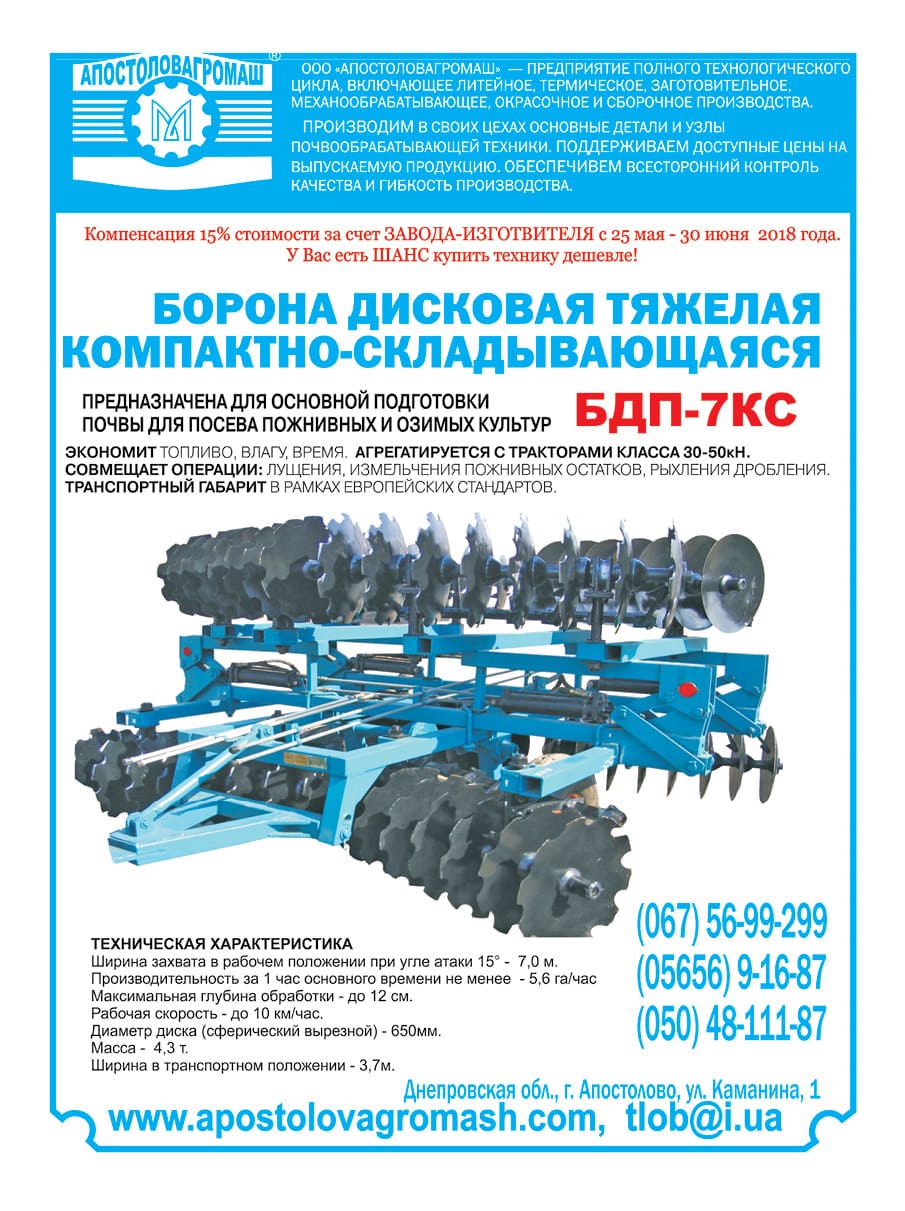 АПОСТОЛОВАГРОМАШ ®
ООО «АПОСТОЛОВАГРОМАШ» — ПРЕДПРИЯТИЕ ПОЛНОГО ТЕХНОЛОГИЧЕСКОГО
ЦИКЛА, ВКЛЮЧАЮЩЕЕ ЛИТЕЙНОЕ, ТЕРМИЧЕСКОЕ, ЗАГОТОВИТЕЛЬНОЕ,
МЕХАНООБРАБАТЫВАЮЩЕЕ, ОКРАСОЧНОЕ И СБОРОЧНОЕ ПРОИЗВОДСТВА.
ПРОИЗВОДИМ В СВОИХ ЦЕХАХ ОСНОВНЫЕ ДЕТАЛИ И УЗЛЫ
ПОЧВООБРАБАТЫВАЮЩЕЙ ТЕХНИКИ. ПОДДЕРЖИВАЕМ ДОСТУПНЫЕ ЦЕНЫ НА
ВЫПУСКАЕМУЮ ПРОДУКЦИЮ. ОБЕСПЕЧИВЕМ ВСЕСТОРОННИЙ КОНТРОЛЬ
КАЧЕСТВА И ГИБКОСТЬ ПРОИЗВОДСТВА.
Компенсация 15% стоимости за счет ЗАВОДА-ИЗГОТВИТЕЛЯ с 25 мая - 30 июня 2018 года.
У Вас есть ШАНС купить технику дешевле!
БОРОНА ДИСКОВАЯ ТЯЖЕЛАЯ
КОМПАКТНО-СКЛАДЫВАЮЩАЯСЯ
ПРЕДНАЗНАЧЕНА ДЛЯ ОСНОВНОЙ ПОДГОТОВКИ
ПОЧВЫ ДЛЯ ПОСЕВА ПОЖНИВНЫХ И ОЗИМЫХ КУЛЬТУР
БДП-7КС
ЭКОНОМИТ ТОПЛИВО, ВЛАГУ, ВРЕМЯ. АГРЕГАТИРУЕТСЯ С ТРАКТОРАМИ КЛАССА 30-50кН.
СОВМЕЩАЕТ ОПЕРАЦИИ: ЛУЩЕНИЯ, ИЗМЕЛЬЧЕНИЯ ПОЖНИВНЫХ ОСТАТКОВ, РЫХЛЕНИЯ ДРОБЛЕНИЯ.
ТРАНСПОРТНЫЙ ГАБАРИТ В РАМКАХ ЕВРОПЕЙСКИХ СТАНДАРТОВ.
ТЕХНИЧЕСКАЯ ХАРАКТЕРИСТИКА
Ширина захвата в рабочем положении при угле атаки 15° - 7,0 м.
Производительность за 1 час основного времени не менее - 5,6 га/час
Максимальная глубина обработки - до 12 см.
Рабочая скорость - до 10 км/час.
Диаметр диска (сферический вырезной) - 650мм.
Масса - 4,3 т.
Ширина в транспортном положении - 3,7м.
(067) 56-99-299
(05656) 9-16-87
(050) 48-111-87
Днепровская обл., г. Апостолово, ул. Каманина, 1
www.apostolovagromash.com, tlob@i.ua